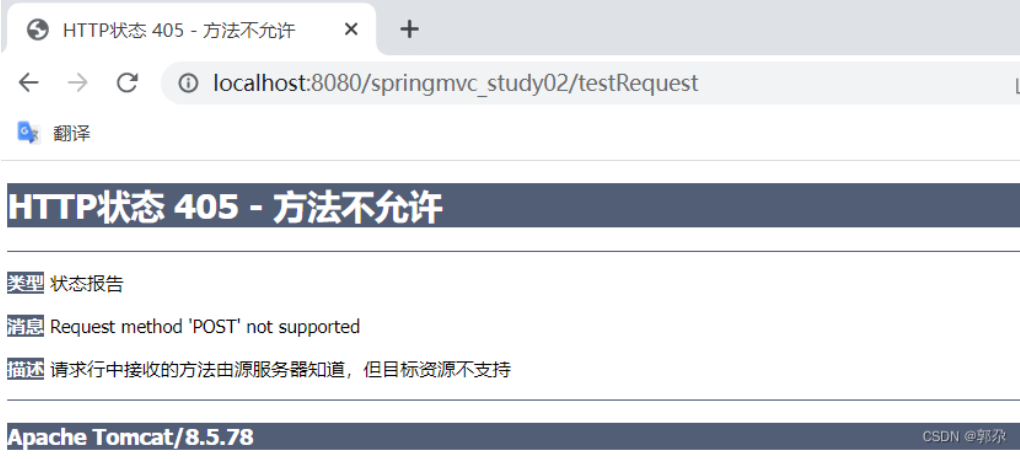 HTTP状态 405 - 方法不允许
localhost:8080/springmvc_study02/testRequest
翻译
HTTP状态 405 - 方法不允许
类型 状态报告
消息 Request method 'POST' not supported
描述 请求行中接收的方法由源服务器知道，但目标资源不支持
Apache Tomcat/8.5.78
CSDN @郭尕